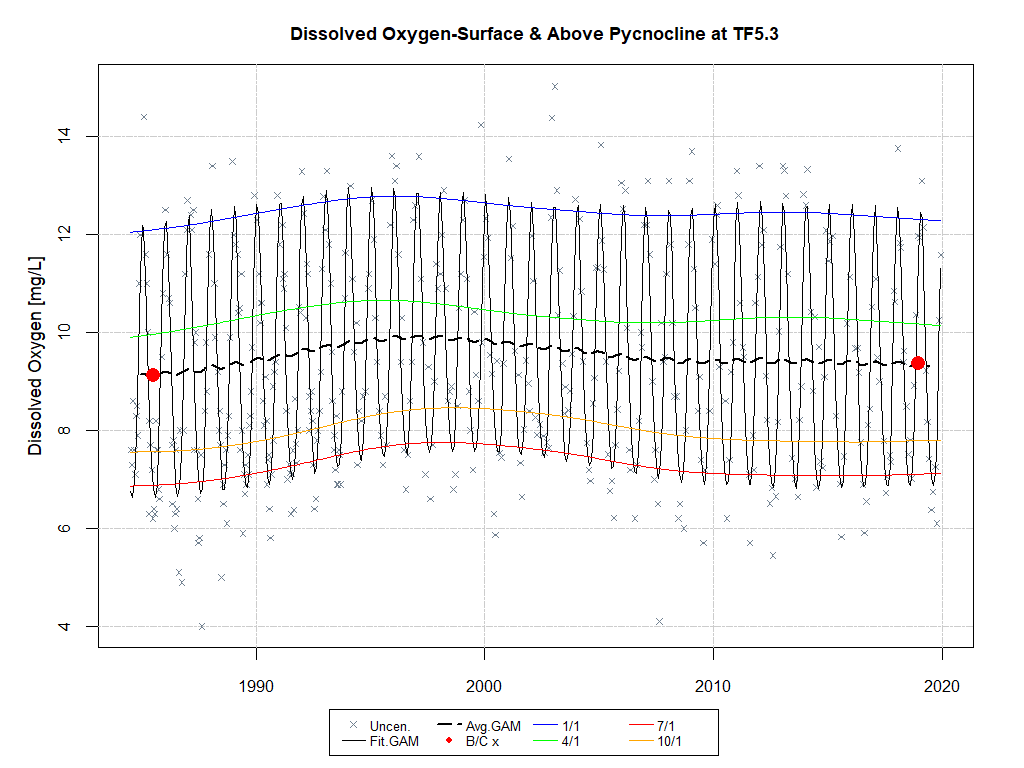 Dissolved Oxygen-Surface & Above Pycnocline at TF5.3
Dissolved Oxygen [mg/L]
14
12
10
8
6
4
1990 2000 2010 2020
Uncen. Avg.GAM 1/1 7/1
Fit.GAM B/C x 4/1 10/1